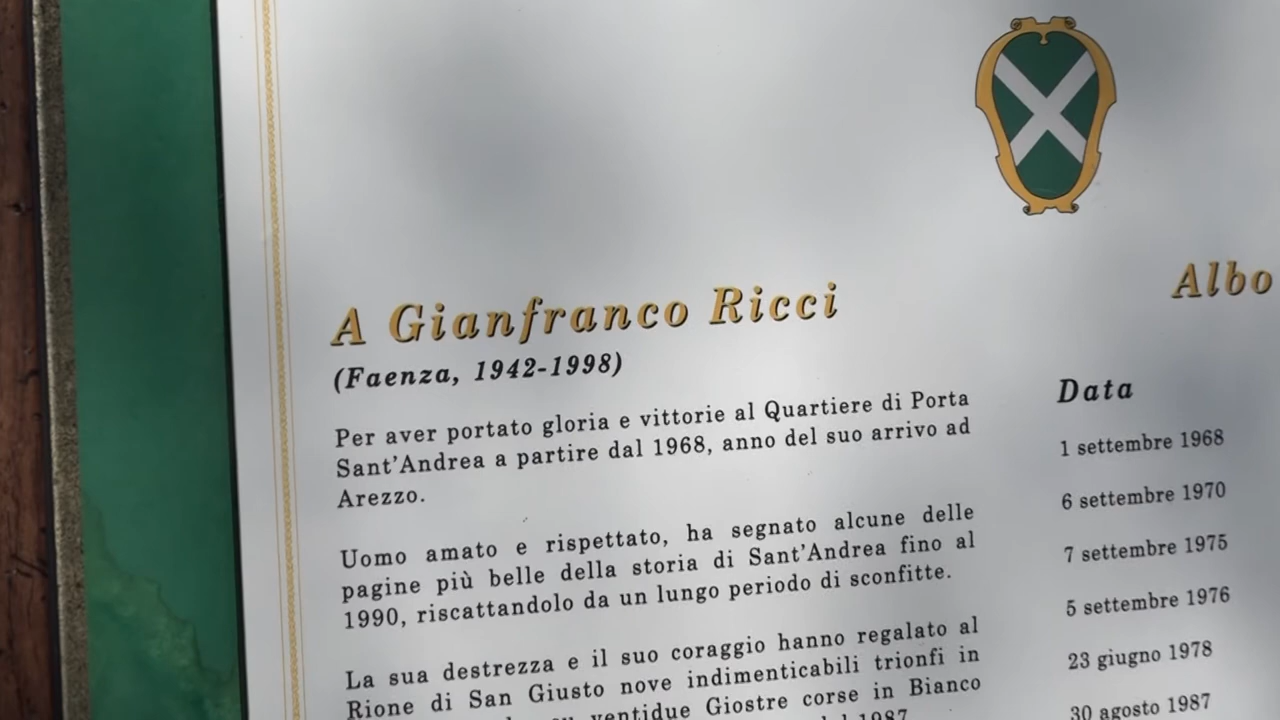 A Gianfranco Ricci
(Faenza, 1942-1998)
Per aver portato gloria e vittorie al Quartiere di Porta
Sant'Andrea a partire dal 1968, anno del suo arrivo ad
Arezzo.
Uomo amato e rispettato, ha segnato alcune delle
pagine più belle della storia di Sant'Andrea fino al
1990, riscattandolo da un lungo periodo di sconfitte.
La sua destrezza e il suo coraggio hanno regalato al
Rione di San Giusto nove indimenticabili trionfi in
ventidue Giostre corse in Bianco
1987
Albo
Data
1 settembre 1968
6 settembre 1970
7 settembre 1975
5 settembre 1976
23 giugno 1978
30 agosto 1987